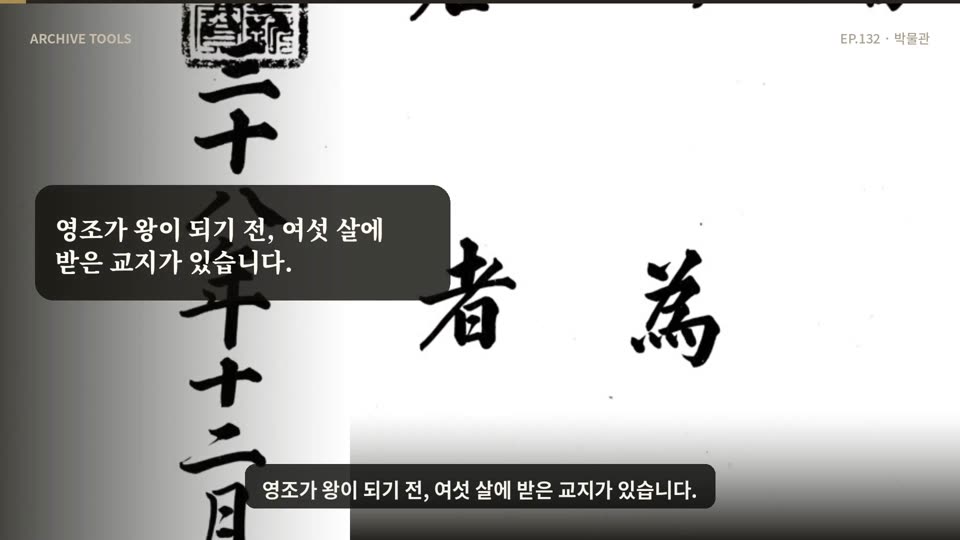 ARCHIVE TOOLS
EP.132 · 박물관
二十八年十二月
영조가 왕이 되기 전, 여섯 살에
받은 교지가 있습니다.
者
為
영조가 왕이 되기 전, 여섯 살에 받은 교지가 있습니다.